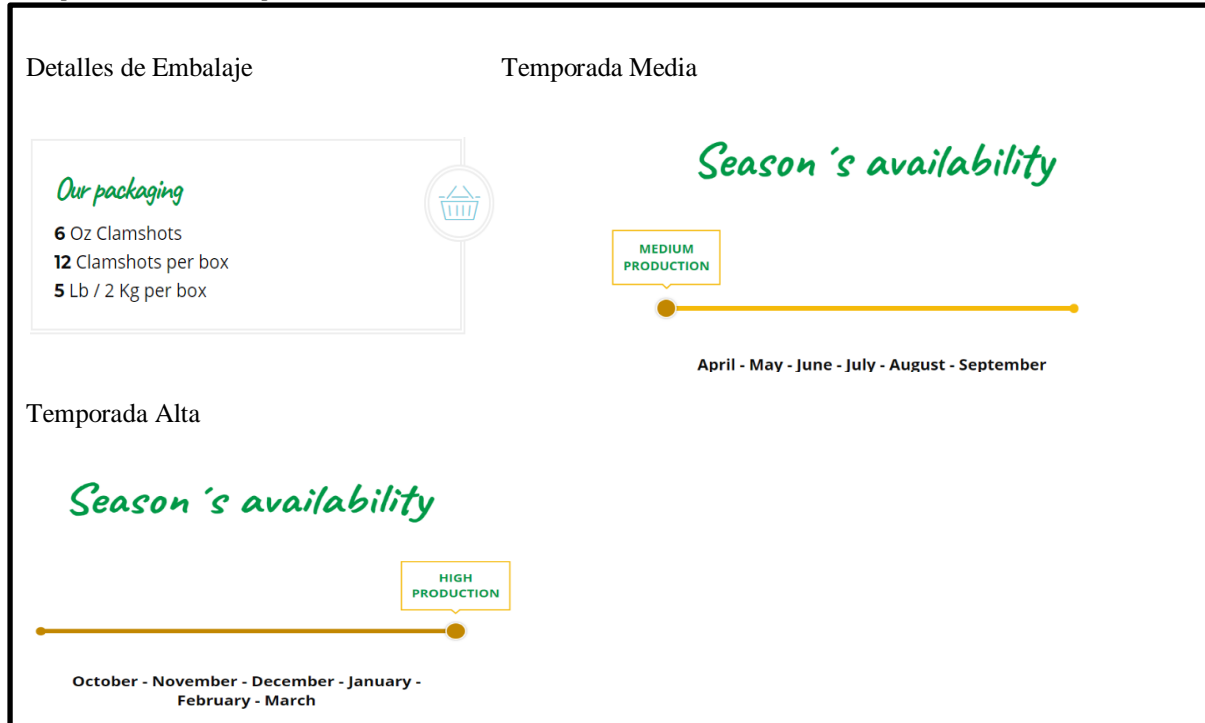 Detalles de Embalaje
Temporada Media
Our packaging
6 Oz Clamshots
12 Clamshots per box
5 Lb / 2 Kg per box
Season ´s availability
MEDIUM
PRODUCTION
April - May - June - July - August - September
Temporada Alta
Season ´s availability
HIGH
PRODUCTION
October - November - December - January -
February - March